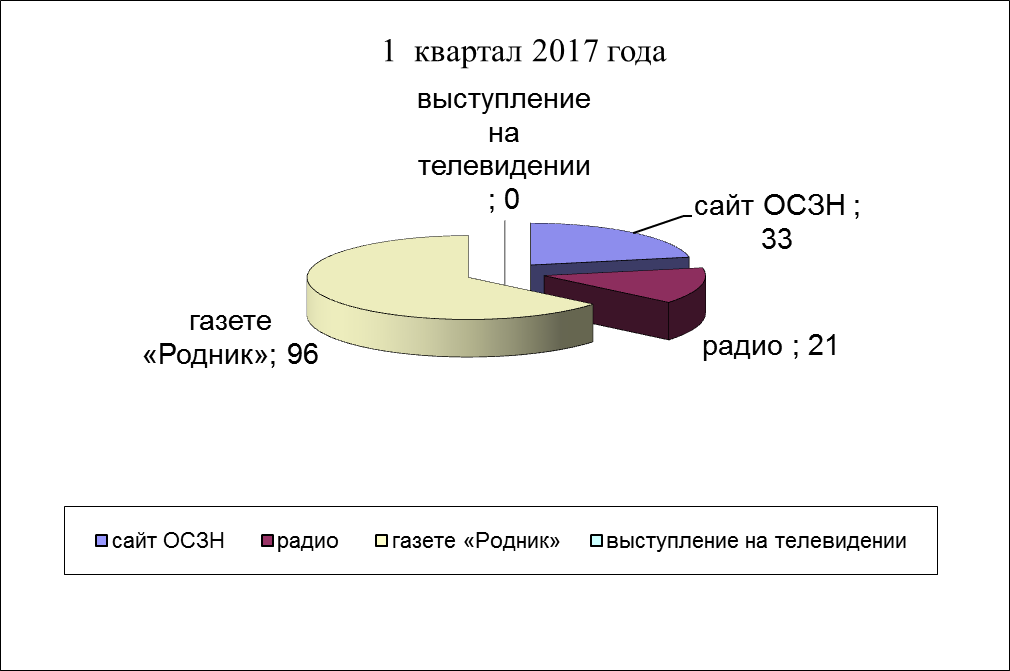 1 квартал 2017 года
выступление
на
телевидении
; 0
сайт ОСЗН ;
33
газете
«Родник»; 96
радио ; 21
сайт ОСЗН
радио
газете «Родник»
выступление на телевидении